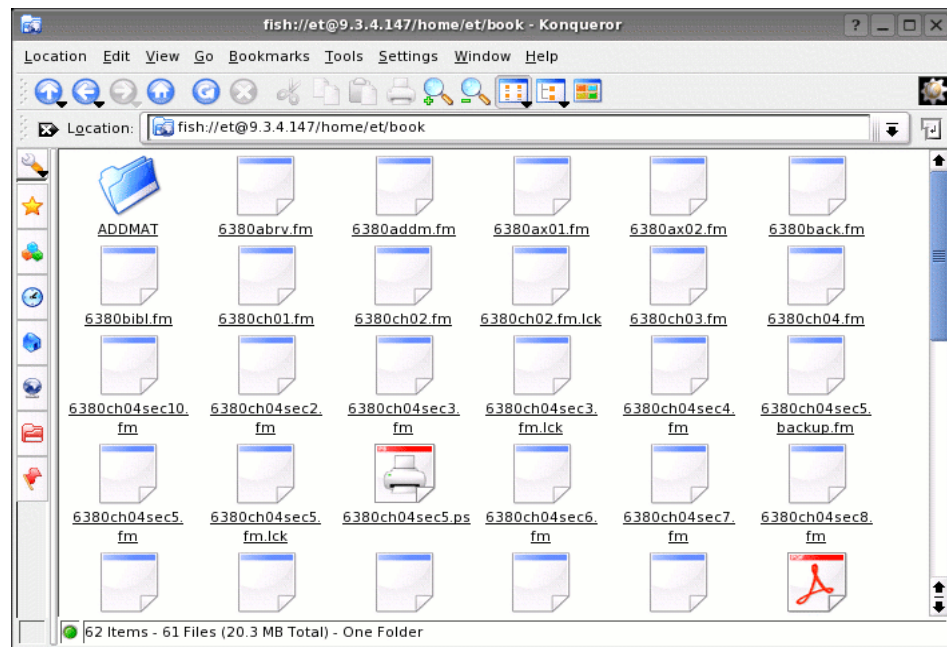 fish://et@9.3.4.147/home/et/book - Konqueror
Location Edit View Go Bookmarks Tools Settings Window Help
Location: fish://et@9.3.4.147/home/et/book
ADDMAT 6380abrv.fm 6380addm.fm 6380ax01.fm 6380ax02.fm 6380back.fm
6380bibl.fm 6380ch01.fm 6380ch02.fm 6380ch02.fm.lck 6380ch03.fm 6380ch04.fm
6380ch04sec10. 6380ch04sec2. 6380ch04sec3. 6380ch04sec3. 6380ch04sec4. 6380ch04sec5.
fm fm fm fm.lck fm backup.fm
6380ch04sec5. 6380ch04sec5. 6380ch04sec5.ps 6380ch04sec6. 6380ch04sec7. 6380ch04sec8.
fm fm.lck fm fm fm
62 Items - 61 Files (20.3 MB Total) - One Folder